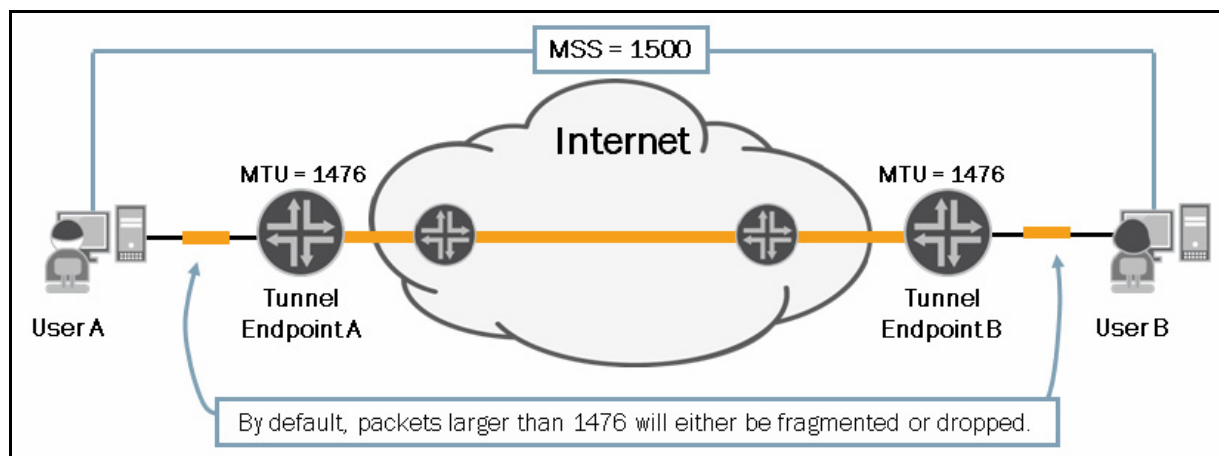 MSS = 1500
Internet
MTU = 1476
MTU = 1476
User A
Tunnel
Endpoint A
Tunnel
Endpoint B
User B
By default, packets larger than 1476 will either be fragmented or dropped.